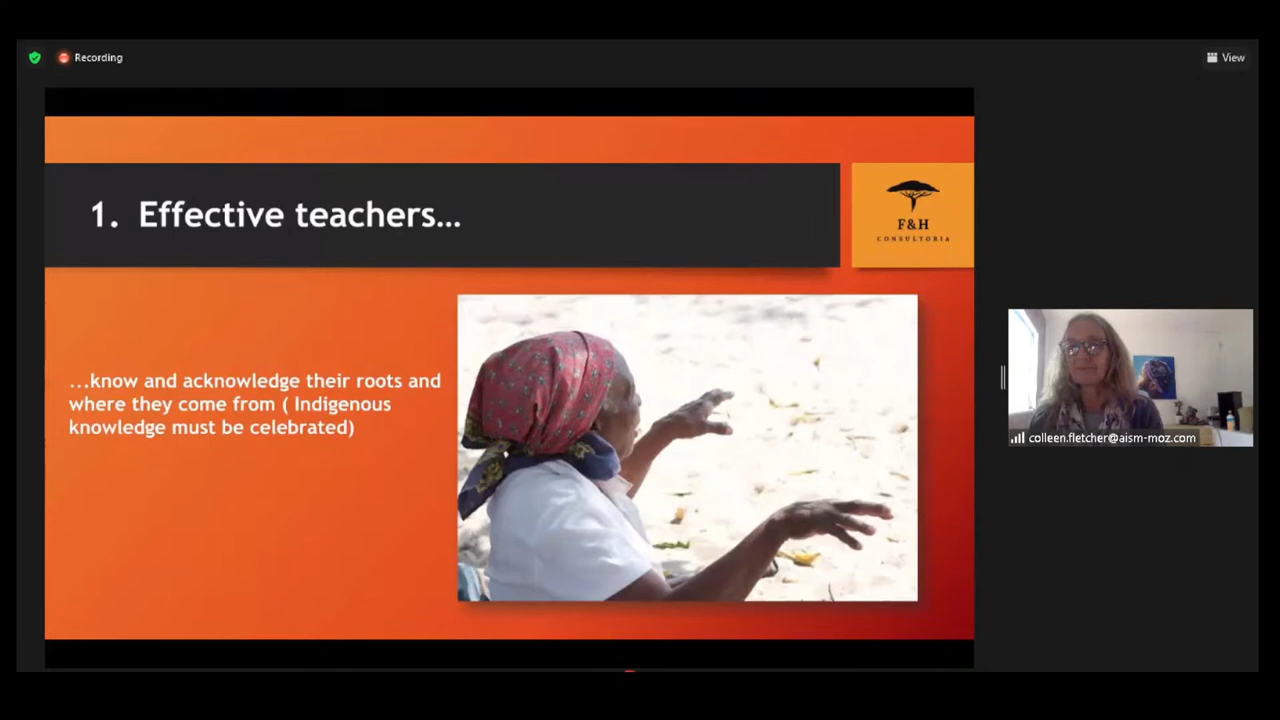 Recording
View
1. Effective teachers...
F&H
CONSULTORIA
...know and acknowledge their roots and
where they come from ( Indigenous
knowledge must be celebrated)
colleen.fletcher@aism-moz.com